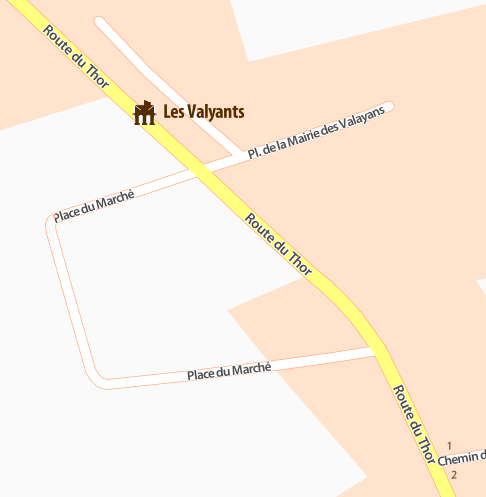 Route du Thor
Les Valyants
Pl. de la Mairie des Valayans
Place du Marché
Route du Thor
Place du Marché
Route du Thor
1
Chemin d
2